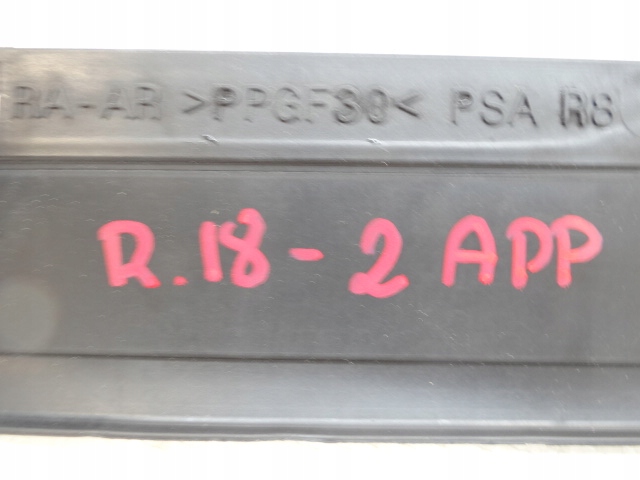 RA-AR >PPGF30< PSA R8
R.18-2 APP